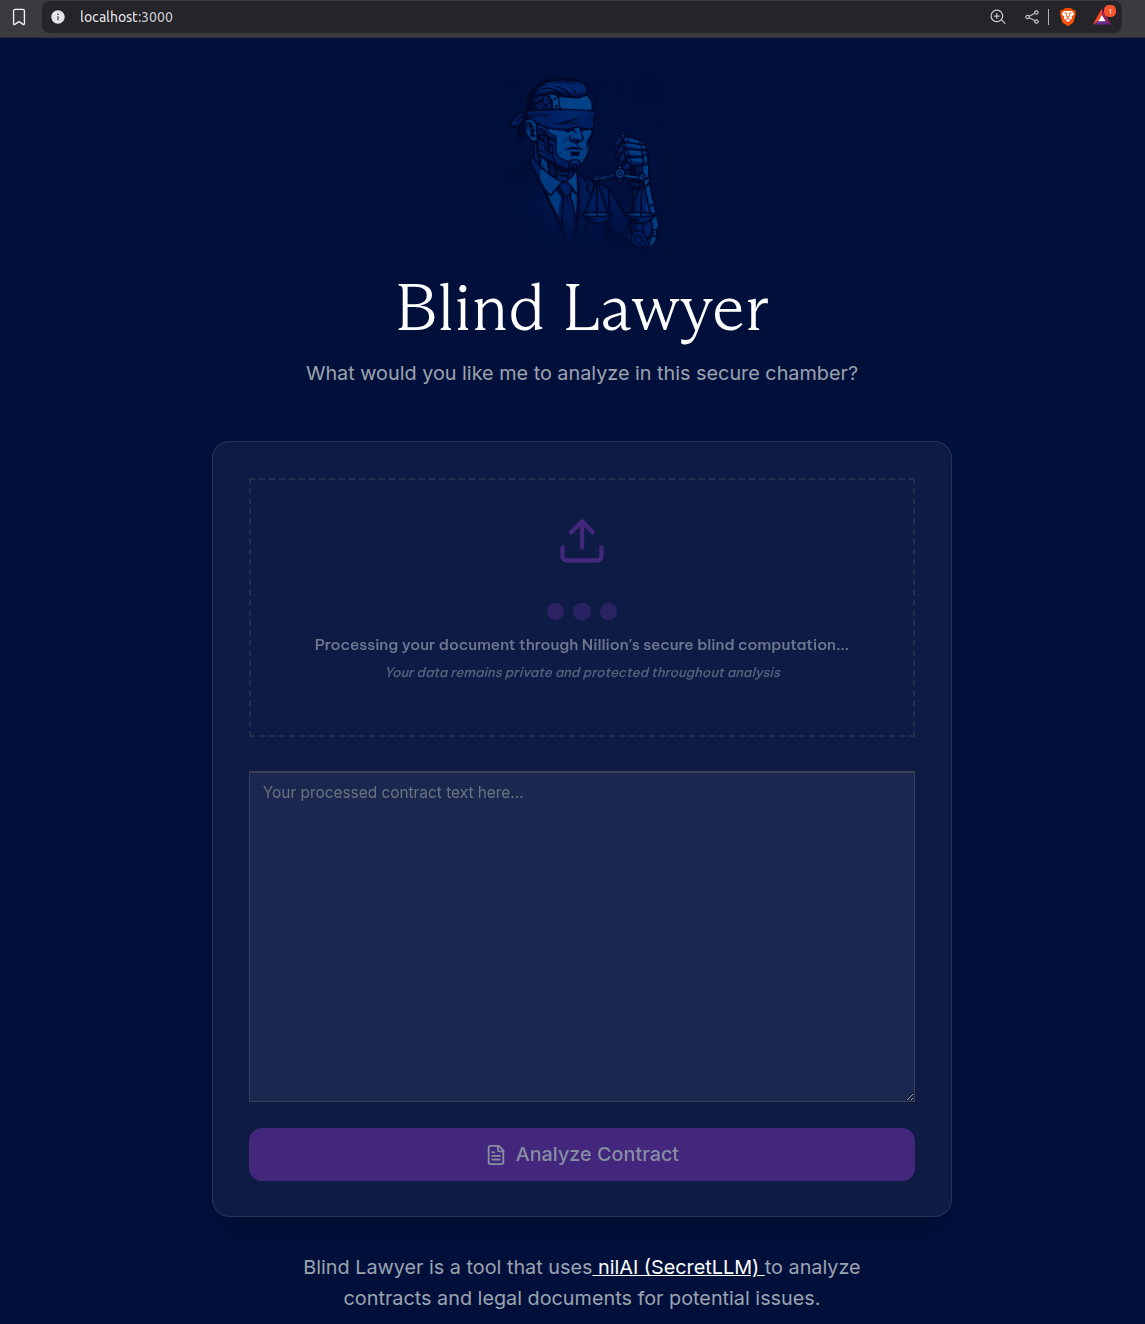 localhost:3000
1
Blind Lawyer
What would you like me to analyze in this secure chamber?
Processing your document through Nillion's secure blind computation...
Your data remains private and protected throughout analysis
Your processed contract text here...
Analyze Contract
Blind Lawyer is a tool that uses nilAI (SecretLLM) to analyze
contracts and legal documents for potential issues.